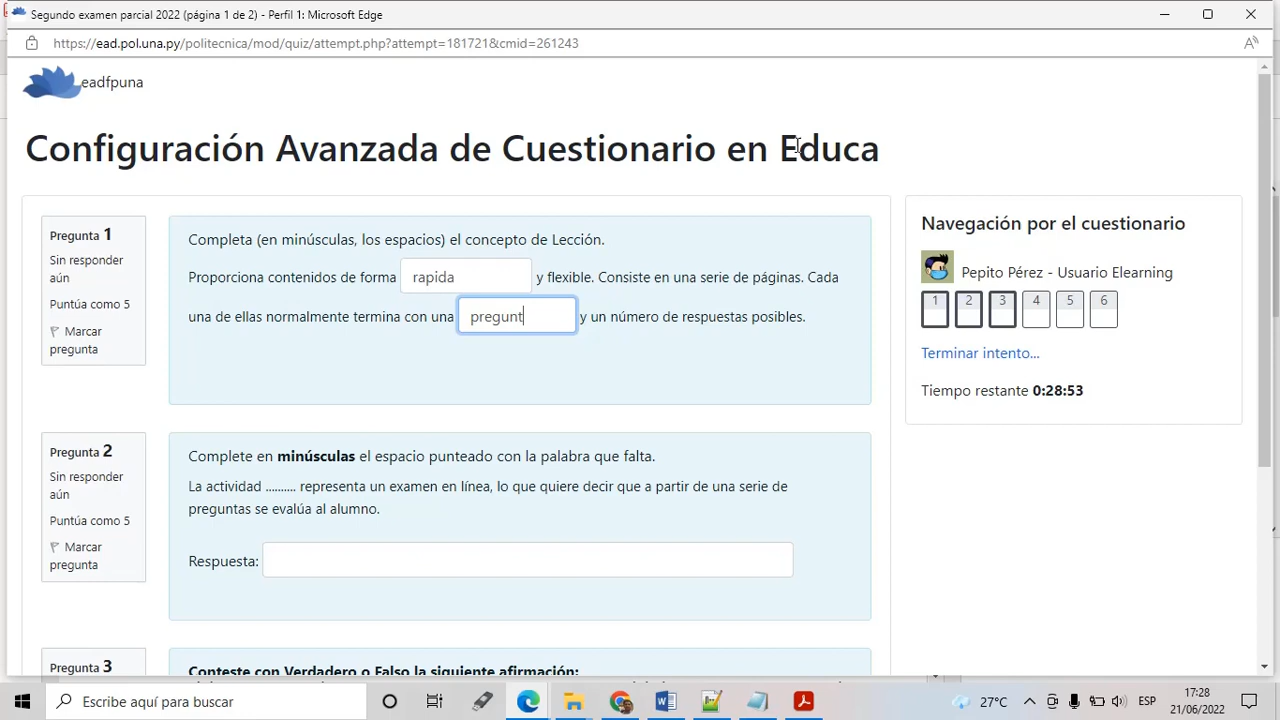 Segundo examen parcial 2022 (página 1 de 2) - Perfil 1: Microsoft Edge
https://ead.pol.una.py/politecnica/mod/quiz/attempt.php?attempt=181721&cmid=261243
eadfpuna
Configuración Avanzada de Cuestionario en Educa
Pregunta 1
Sin responder
aún
Puntúa como 5
Marcar
pregunta
Completa (en minúsculas, los espacios) el concepto de Lección.
Proporciona contenidos de forma rapida y flexible. Consiste en una serie de páginas. Cada
una de ellas normalmente termina con una pregunt y un número de respuestas posibles.
Navegación por el cuestionario
Pepito Pérez - Usuario Elearning
1 2 3 4 5 6
Terminar intento...
Tiempo restante 0:28:53
Pregunta 2
Sin responder
aún
Puntúa como 5
Marcar
pregunta
Complete en minúsculas el espacio punteado con la palabra que falta.
La actividad .......... representa un examen en línea, lo que quiere decir que a partir de una serie de
preguntas se evalúa al alumno.
Respuesta:
Pregunta 3
Conteste con Verdadero o Falso la siguiente afirmación:
Escribe aquí para buscar
27°C
ESP
17:28
21/06/2022